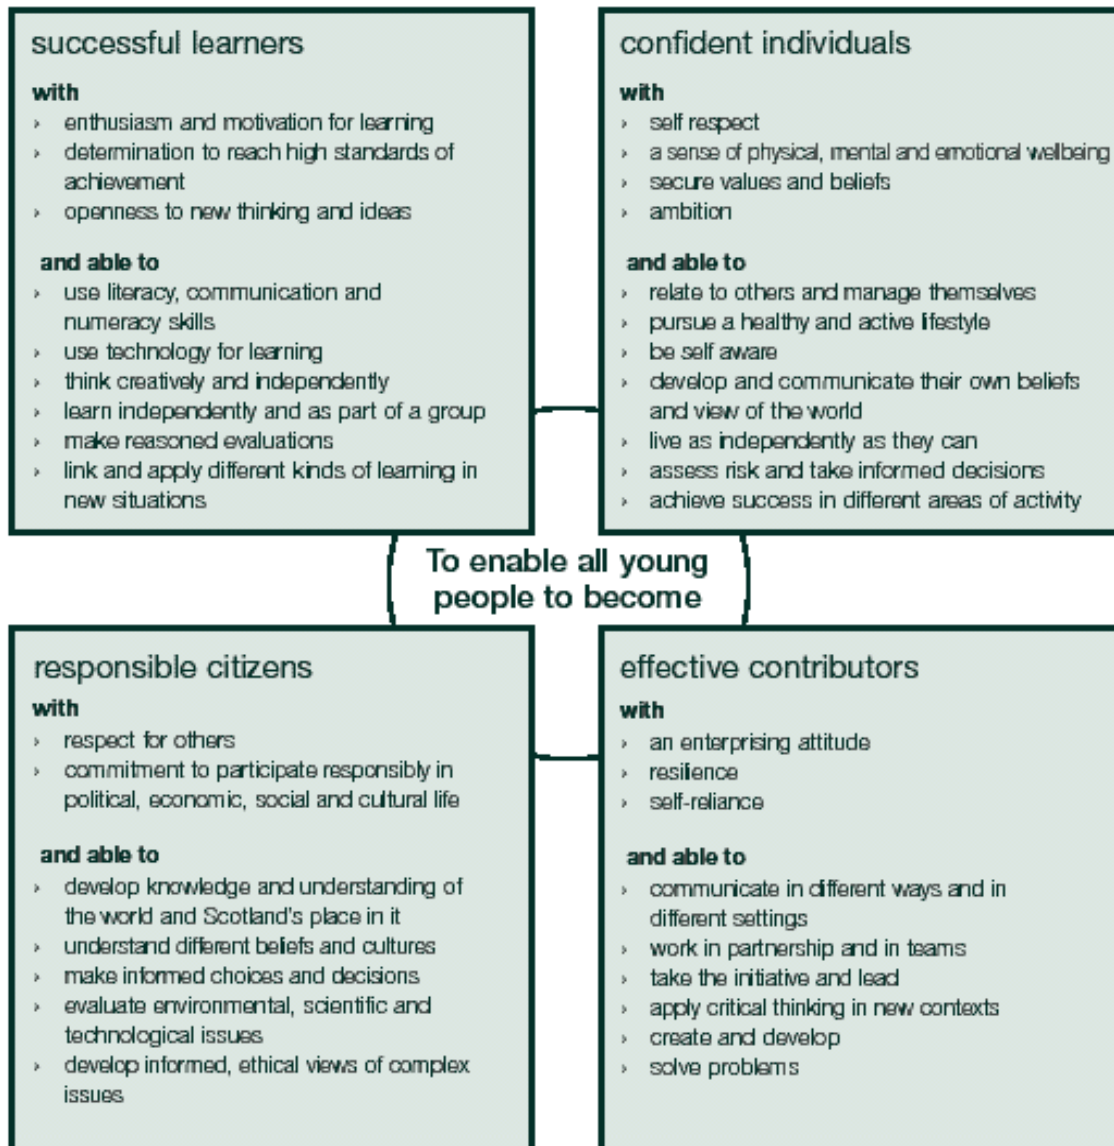 successful learners
with
› enthusiasm and motivation for learning
› determination to reach high standards of
achievement
› openness to new thinking and ideas
and able to
› use literacy, communication and
numeracy skills
› use technology for learning
› think creatively and independently
› learn independently and as part of a group
› make reasoned evaluations
› link and apply different kinds of learning in
new situations
confident individuals
with
› self respect
› a sense of physical, mental and emotional wellbeing
› secure values and beliefs
› ambition
and able to
› relate to others and manage themselves
› pursue a healthy and active lifestyle
› be self aware
› develop and communicate their own beliefs
and view of the world
› live as independently as they can
› assess risk and take informed decisions
› achieve success in different areas of activity
To enable all young
people to become
responsible citizens
with
› respect for others
› commitment to participate responsibly in
political, economic, social and cultural life
and able to
› develop knowledge and understanding of
the world and Scotland's place in it
› understand different beliefs and cultures
› make informed choices and decisions
› evaluate environmental, scientific and
technological issues
› develop informed, ethical views of complex
issues
effective contributors
with
› an enterprising attitude
› resilience
› self-reliance
and able to
› communicate in different ways and in
different settings
› work in partnership and in teams
› take the initiative and lead
› apply critical thinking in new contexts
› create and develop
› solve problems